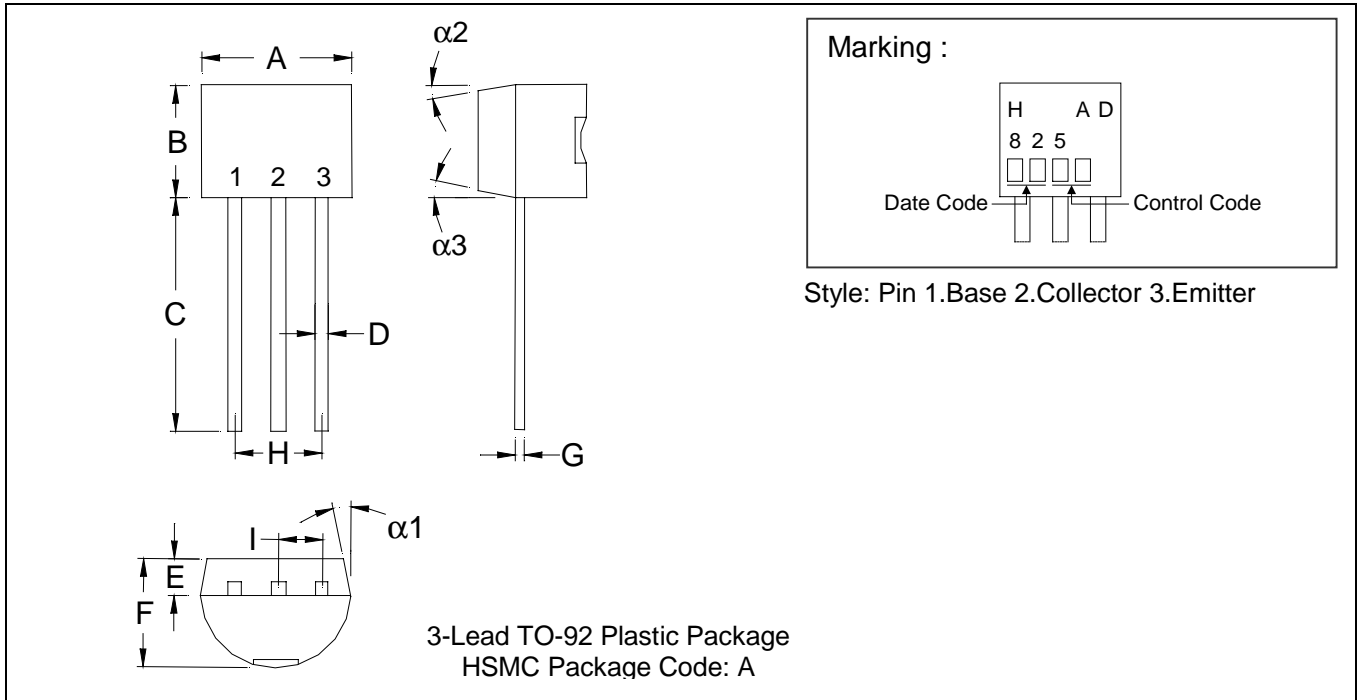 α2
A
B
1 2 3
α3
C
D
H
G
I
α1
E
F
3-Lead TO-92 Plastic Package
HSMC Package Code: A
Marking :
H A D
8 2 5
Date Code
Control Code
Style: Pin 1.Base 2.Collector 3.Emitter